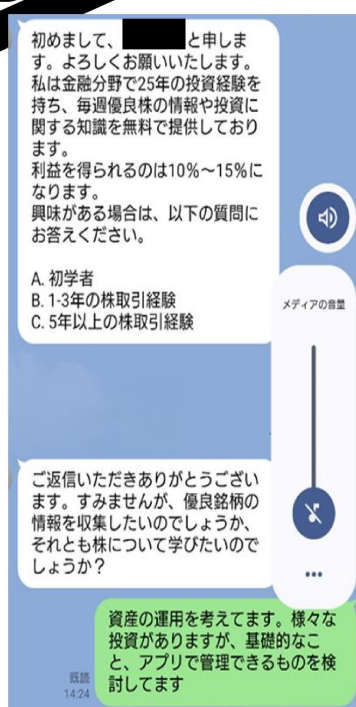 初めまして、
と申しま
す。よろしくお願いいたします。
私は金融分野で25年の投資経験を
持ち、毎週優良株の情報や投資に
関する知識を無料で提供しており
ます。
利益を得られるのは10%〜15%に
なります。
興味がある場合は、以下の質問に
お答えください。
A. 初学者
B. 1-3年の株取引経験
C. 5年以上の株取引経験
メディアの音量
ご返信いただきありがとうござい
ます。すみませんが、優良銘柄の
情報を収集したいのでしょうか、
それとも株について学びたいので
しょうか？
資産の運用を考えてます。様々な
投資がありますが、基礎的なこ
と、アプリで管理できるものを検
討してます
既読
14:24